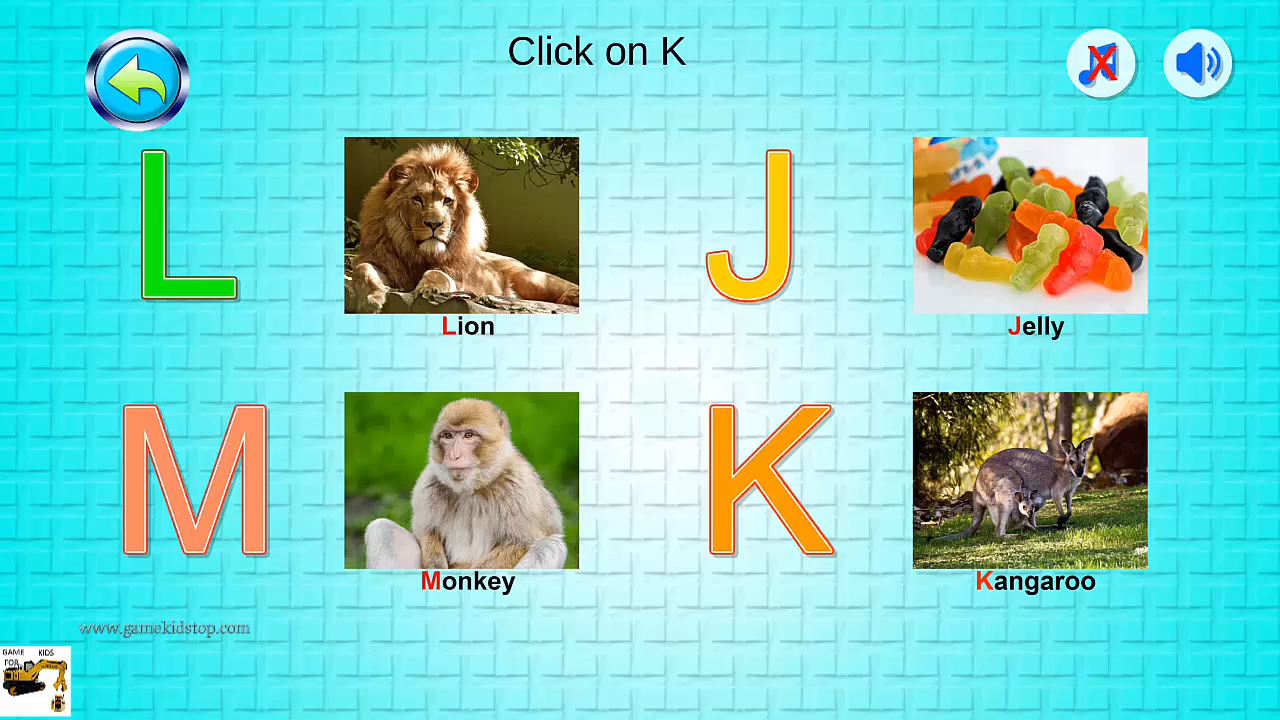 Click on K
L
Lion
J
Jelly
M
Monkey
K
Kangaroo
www.gamekidstop.com
GAME KIDS
FOR